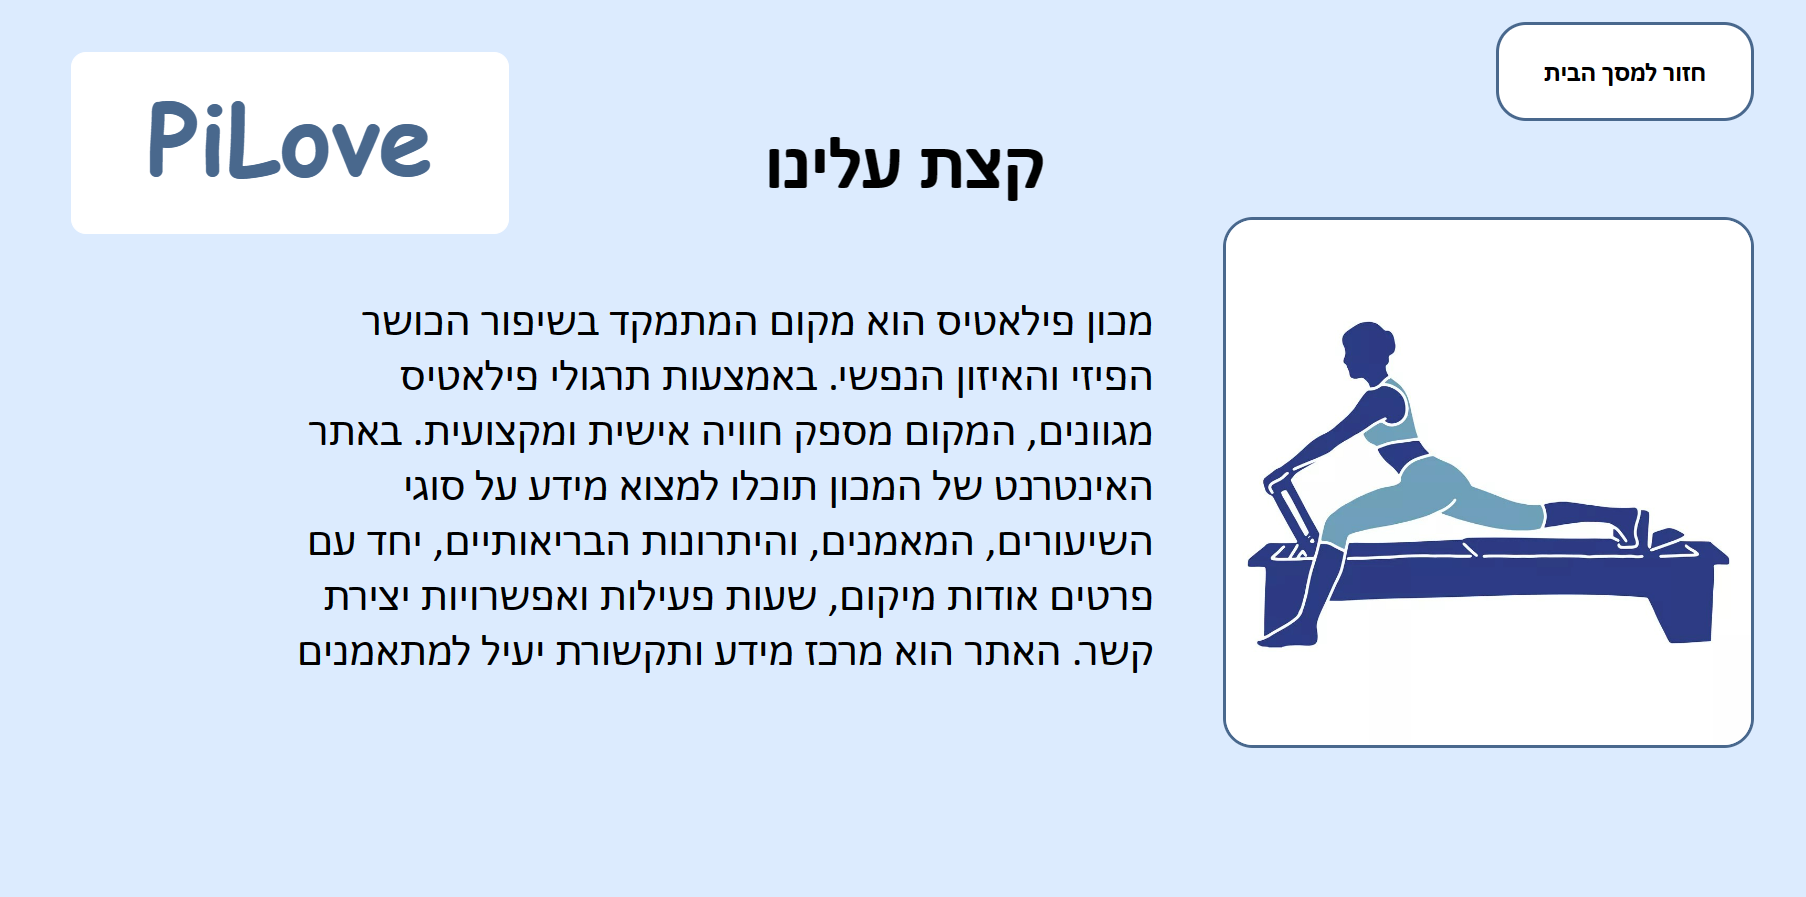 חזור למסך הבית
PiLove
קצת עלינו
מכון פילאטיס הוא מקום המתמקד בשיפור הכושר
הפיזי והאיזון הנפשי. באמצעות תרגולי פילאטיס
מגוונים, המקום מספק חוויה אישית ומקצועית. באתר
האינטרנט של המכון תוכלו למצוא מידע על סוגי
השיעורים, המאמנים, והיתרונות הבריאותיים, יחד עם
פרטים אודות מיקום, שעות פעילות ואפשרויות יצירת
קשר. האתר הוא מרכז מידע ותקשורת יעיל למתאמנים